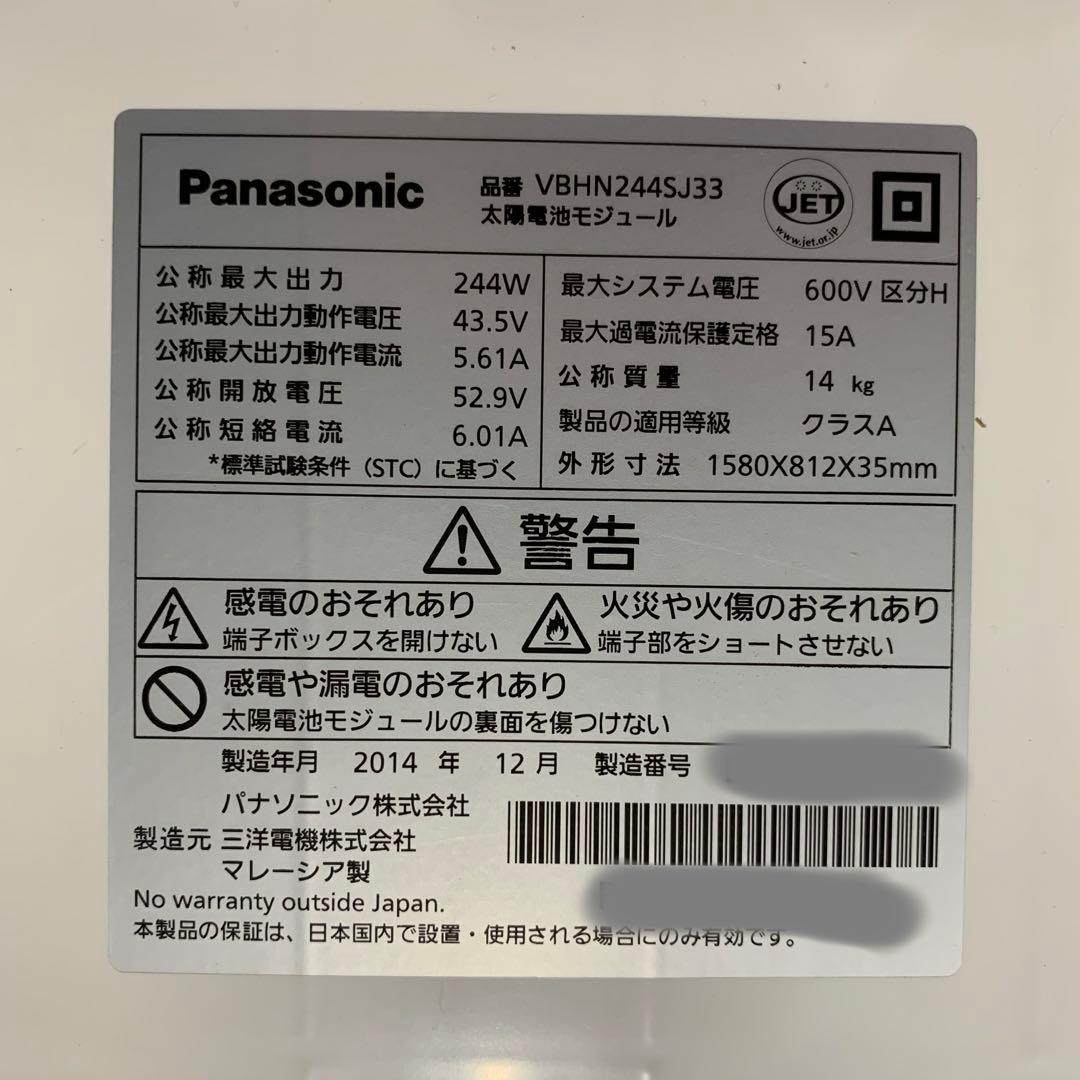 Panasonic 品番 VBHN244SJ33
太陽電池モジュール
JET
www.jet.or.jp
公称最大出力 244W
公称最大出力動作電圧 43.5V
公称最大出力動作電流 5.61A
公称開放電圧 52.9V
公称短絡電流 6.01A
*標準試験条件（STC）に基づく
最大システム電圧 600V 区分H
最大過電流保護定格 15A
公称質量 14 kg
製品の適用等級 クラスA
外形寸法 1580X812X35mm
警告
感電のおそれあり
端子ボックスを開けない
火災や火傷のおそれあり
端子部をショートさせない
感電や漏電のおそれあり
太陽電池モジュールの裏面を傷つけない
製造年月 2014 年 12 月 製造番号
パナソニック株式会社
製造元 三洋電機株式会社
マレーシア製
No warranty outside Japan.
本製品の保証は、日本国内で設置・使用される場合にのみ有効です。